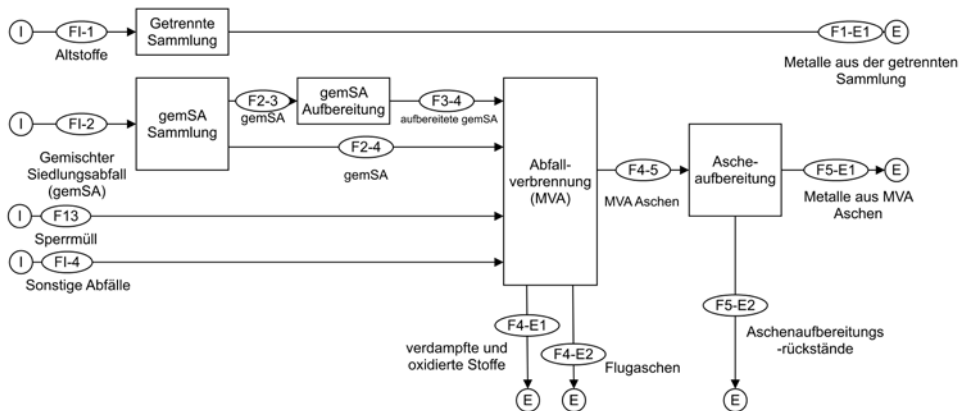 I
FI-1
Altstoffe
Getrennte
Sammlung
F1-E1
E
Metalle aus der getrennten
Sammlung
I
FI-2
Gemischter
Siedlungsabfall
(gemSA)
gemSA
Sammlung
F2-3
gemSA
gemSA
Aufbereitung
F3-4
aufbereitete gemSA
F2-4
gemSA
I
F13
Sperrmüll
I
FI-4
Sonstige Abfälle
Abfall-
verbrennung
(MVA)
F4-5
MVA Aschen
Asche-
aufbereitung
F5-E1
E
Metalle aus MVA
Aschen
F4-E1
verdampfte und
oxidierte Stoffe
E
F4-E2
Flugaschen
E
F5-E2
Aschenaufbereitungs
-rückstände
E